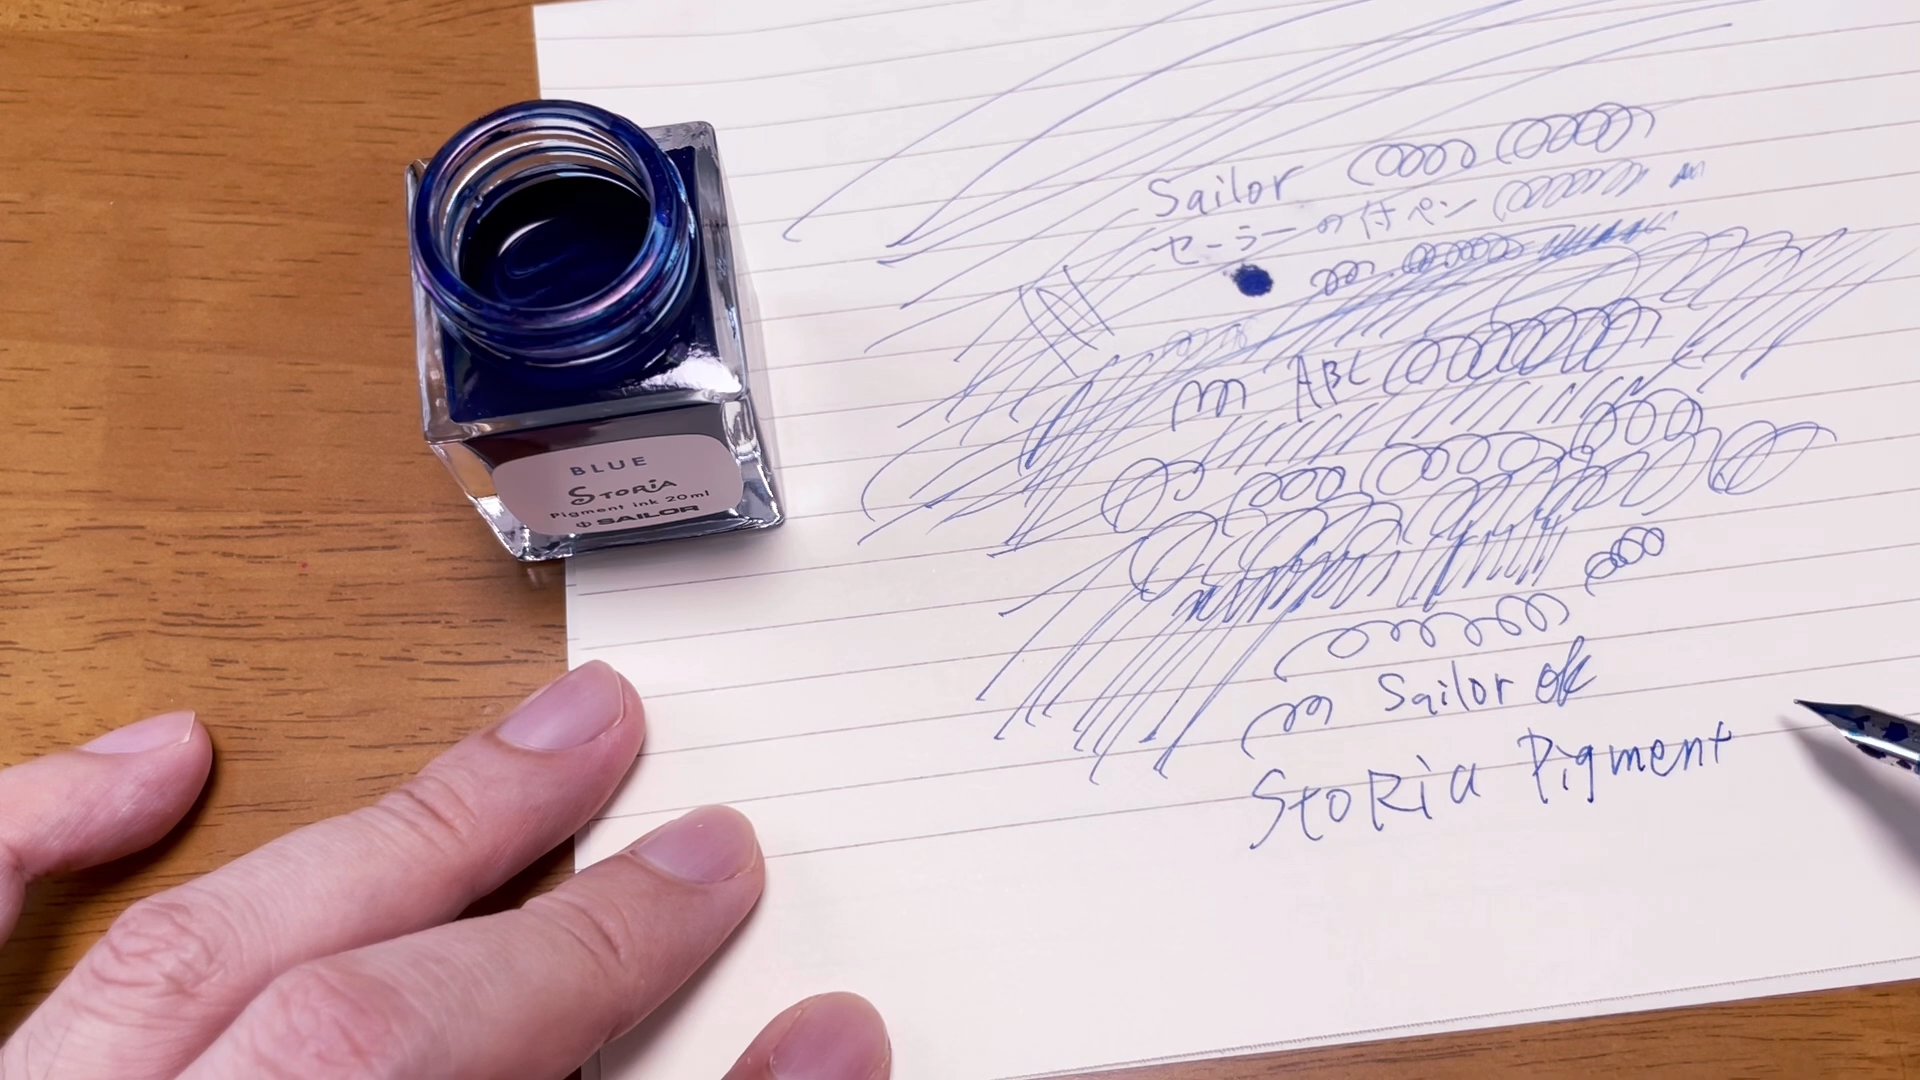 BLUE
STORiA
Pigment ink 20ml
SAILOR
Sailor
セーラーの付ペン
ABC
Sailor ok
StoRia Pigment